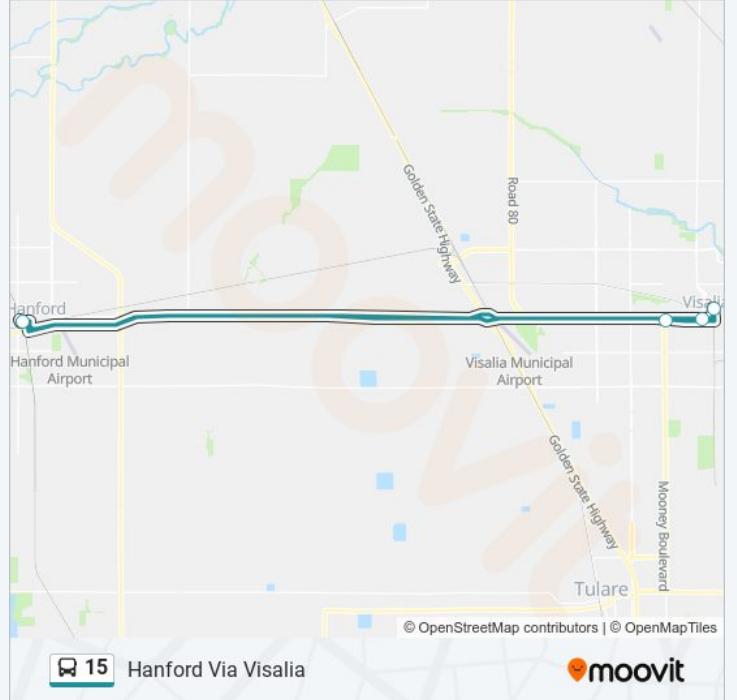 Golden State Highway
Road 80
Hanford
Visalia
Hanford Municipal
Airport
Visalia Municipal
Airport
Golden State Highway
Mooney Boulevard
Tulare
© OpenStreetMap contributors | © OpenMapTiles
moovit
15 Hanford Via Visalia
moovit